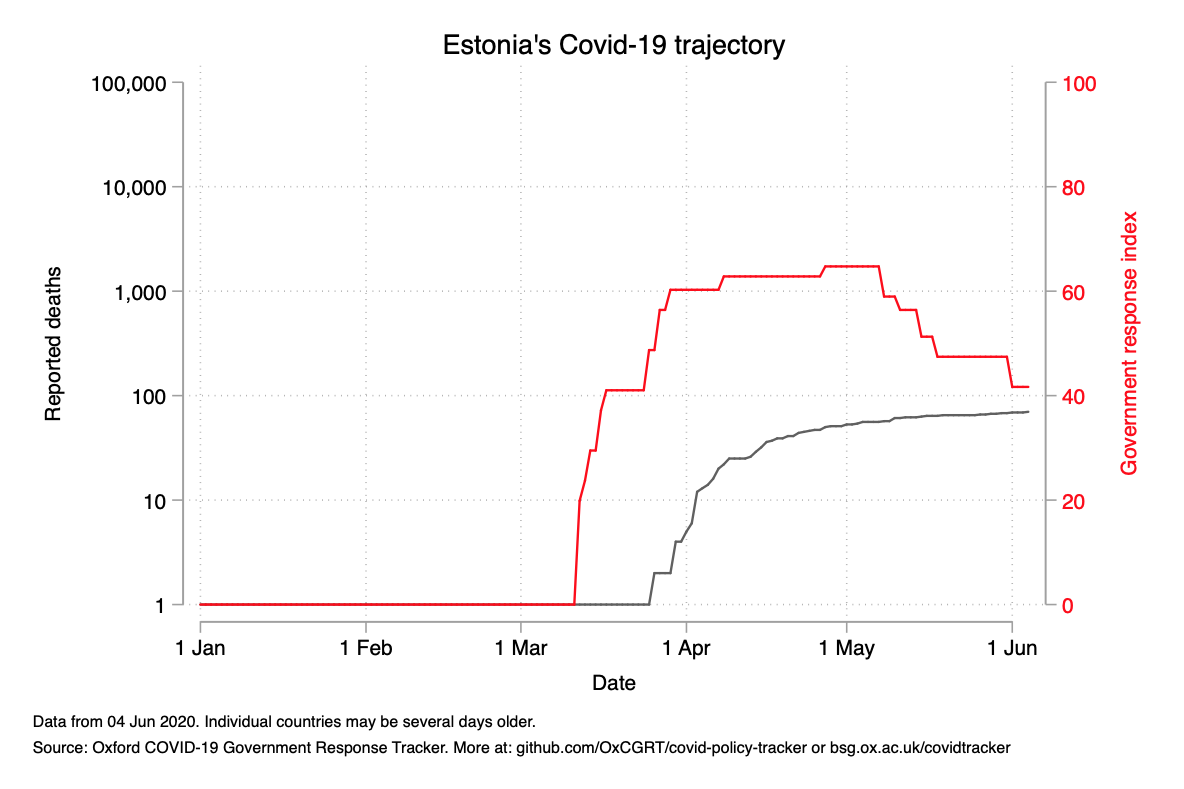 Estonia's Covid-19 trajectory
100,000
10,000
1,000
100
10
1
Reported deaths
100
80
60
40
20
0
Government response index
1 Jan 1 Feb 1 Mar 1 Apr 1 May 1 Jun
Date
Data from 04 Jun 2020. Individual countries may be several days older.
Source: Oxford COVID-19 Government Response Tracker. More at: github.com/OxCGRT/covid-policy-tracker or bsg.ox.ac.uk/covidtracker